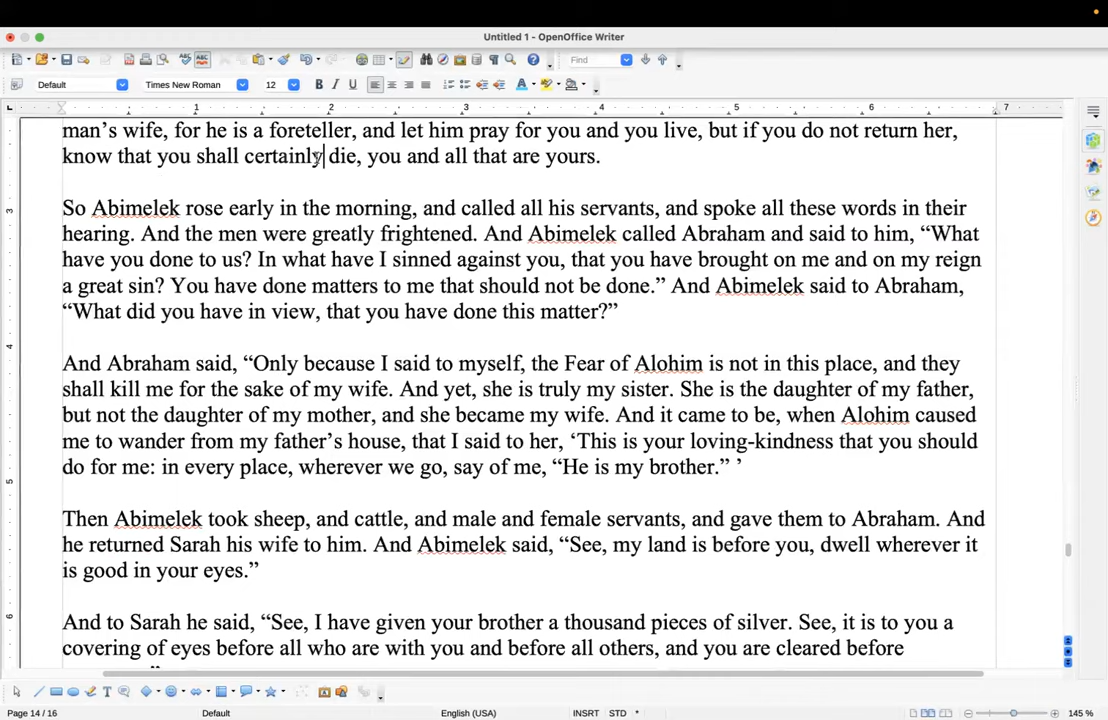 Untitled 1 - OpenOffice Writer
Find
Default
Times New Roman
12
1 2 3 4 5 6 7
man’s wife, for he is a foreteller, and let him pray for you and you live, but if you do not return her,
know that you shall certainly die, you and all that are yours.
So Abimelek rose early in the morning, and called all his servants, and spoke all these words in their
hearing. And the men were greatly frightened. And Abimelek called Abraham and said to him, “What
have you done to us? In what have I sinned against you, that you have brought on me and on my reign
a great sin? You have done matters to me that should not be done.” And Abimelek said to Abraham,
“What did you have in view, that you have done this matter?”
And Abraham said, “Only because I said to myself, the Fear of Alohim is not in this place, and they
shall kill me for the sake of my wife. And yet, she is truly my sister. She is the daughter of my father,
but not the daughter of my mother, and she became my wife. And it came to be, when Alohim caused
me to wander from my father’s house, that I said to her, ‘This is your loving-kindness that you should
do for me: in every place, wherever we go, say of me, “He is my brother.” ’
Then Abimelek took sheep, and cattle, and male and female servants, and gave them to Abraham. And
he returned Sarah his wife to him. And Abimelek said, “See, my land is before you, dwell wherever it
is good in your eyes.”
And to Sarah he said, “See, I have given your brother a thousand pieces of silver. See, it is to you a
covering of eyes before all who are with you and before all others, and you are cleared before
3
4
5
6
Page 14 / 16
Default
English (USA)
INSRT
STD
*
145 %